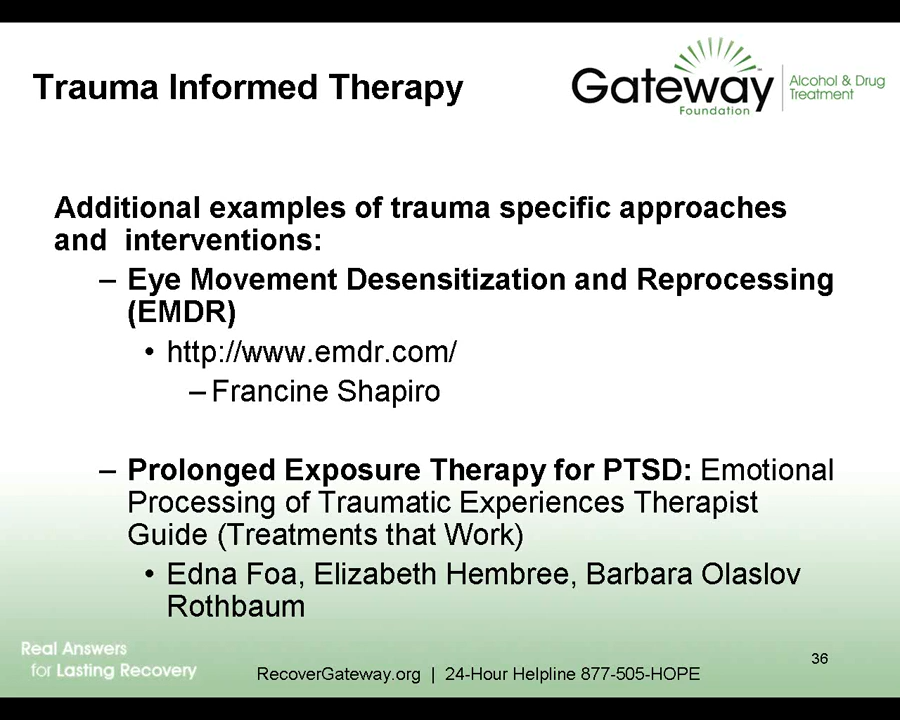 Trauma Informed Therapy
Gateway™
Foundation
Alcohol & Drug
Treatment
Additional examples of trauma specific approaches
and interventions:
– Eye Movement Desensitization and Reprocessing
(EMDR)
• http://www.emdr.com/
– Francine Shapiro
– Prolonged Exposure Therapy for PTSD: Emotional
Processing of Traumatic Experiences Therapist
Guide (Treatments that Work)
• Edna Foa, Elizabeth Hembree, Barbara Olaslov
Rothbaum
Real Answers
for Lasting Recovery
RecoverGateway.org | 24-Hour Helpline 877-505-HOPE
36